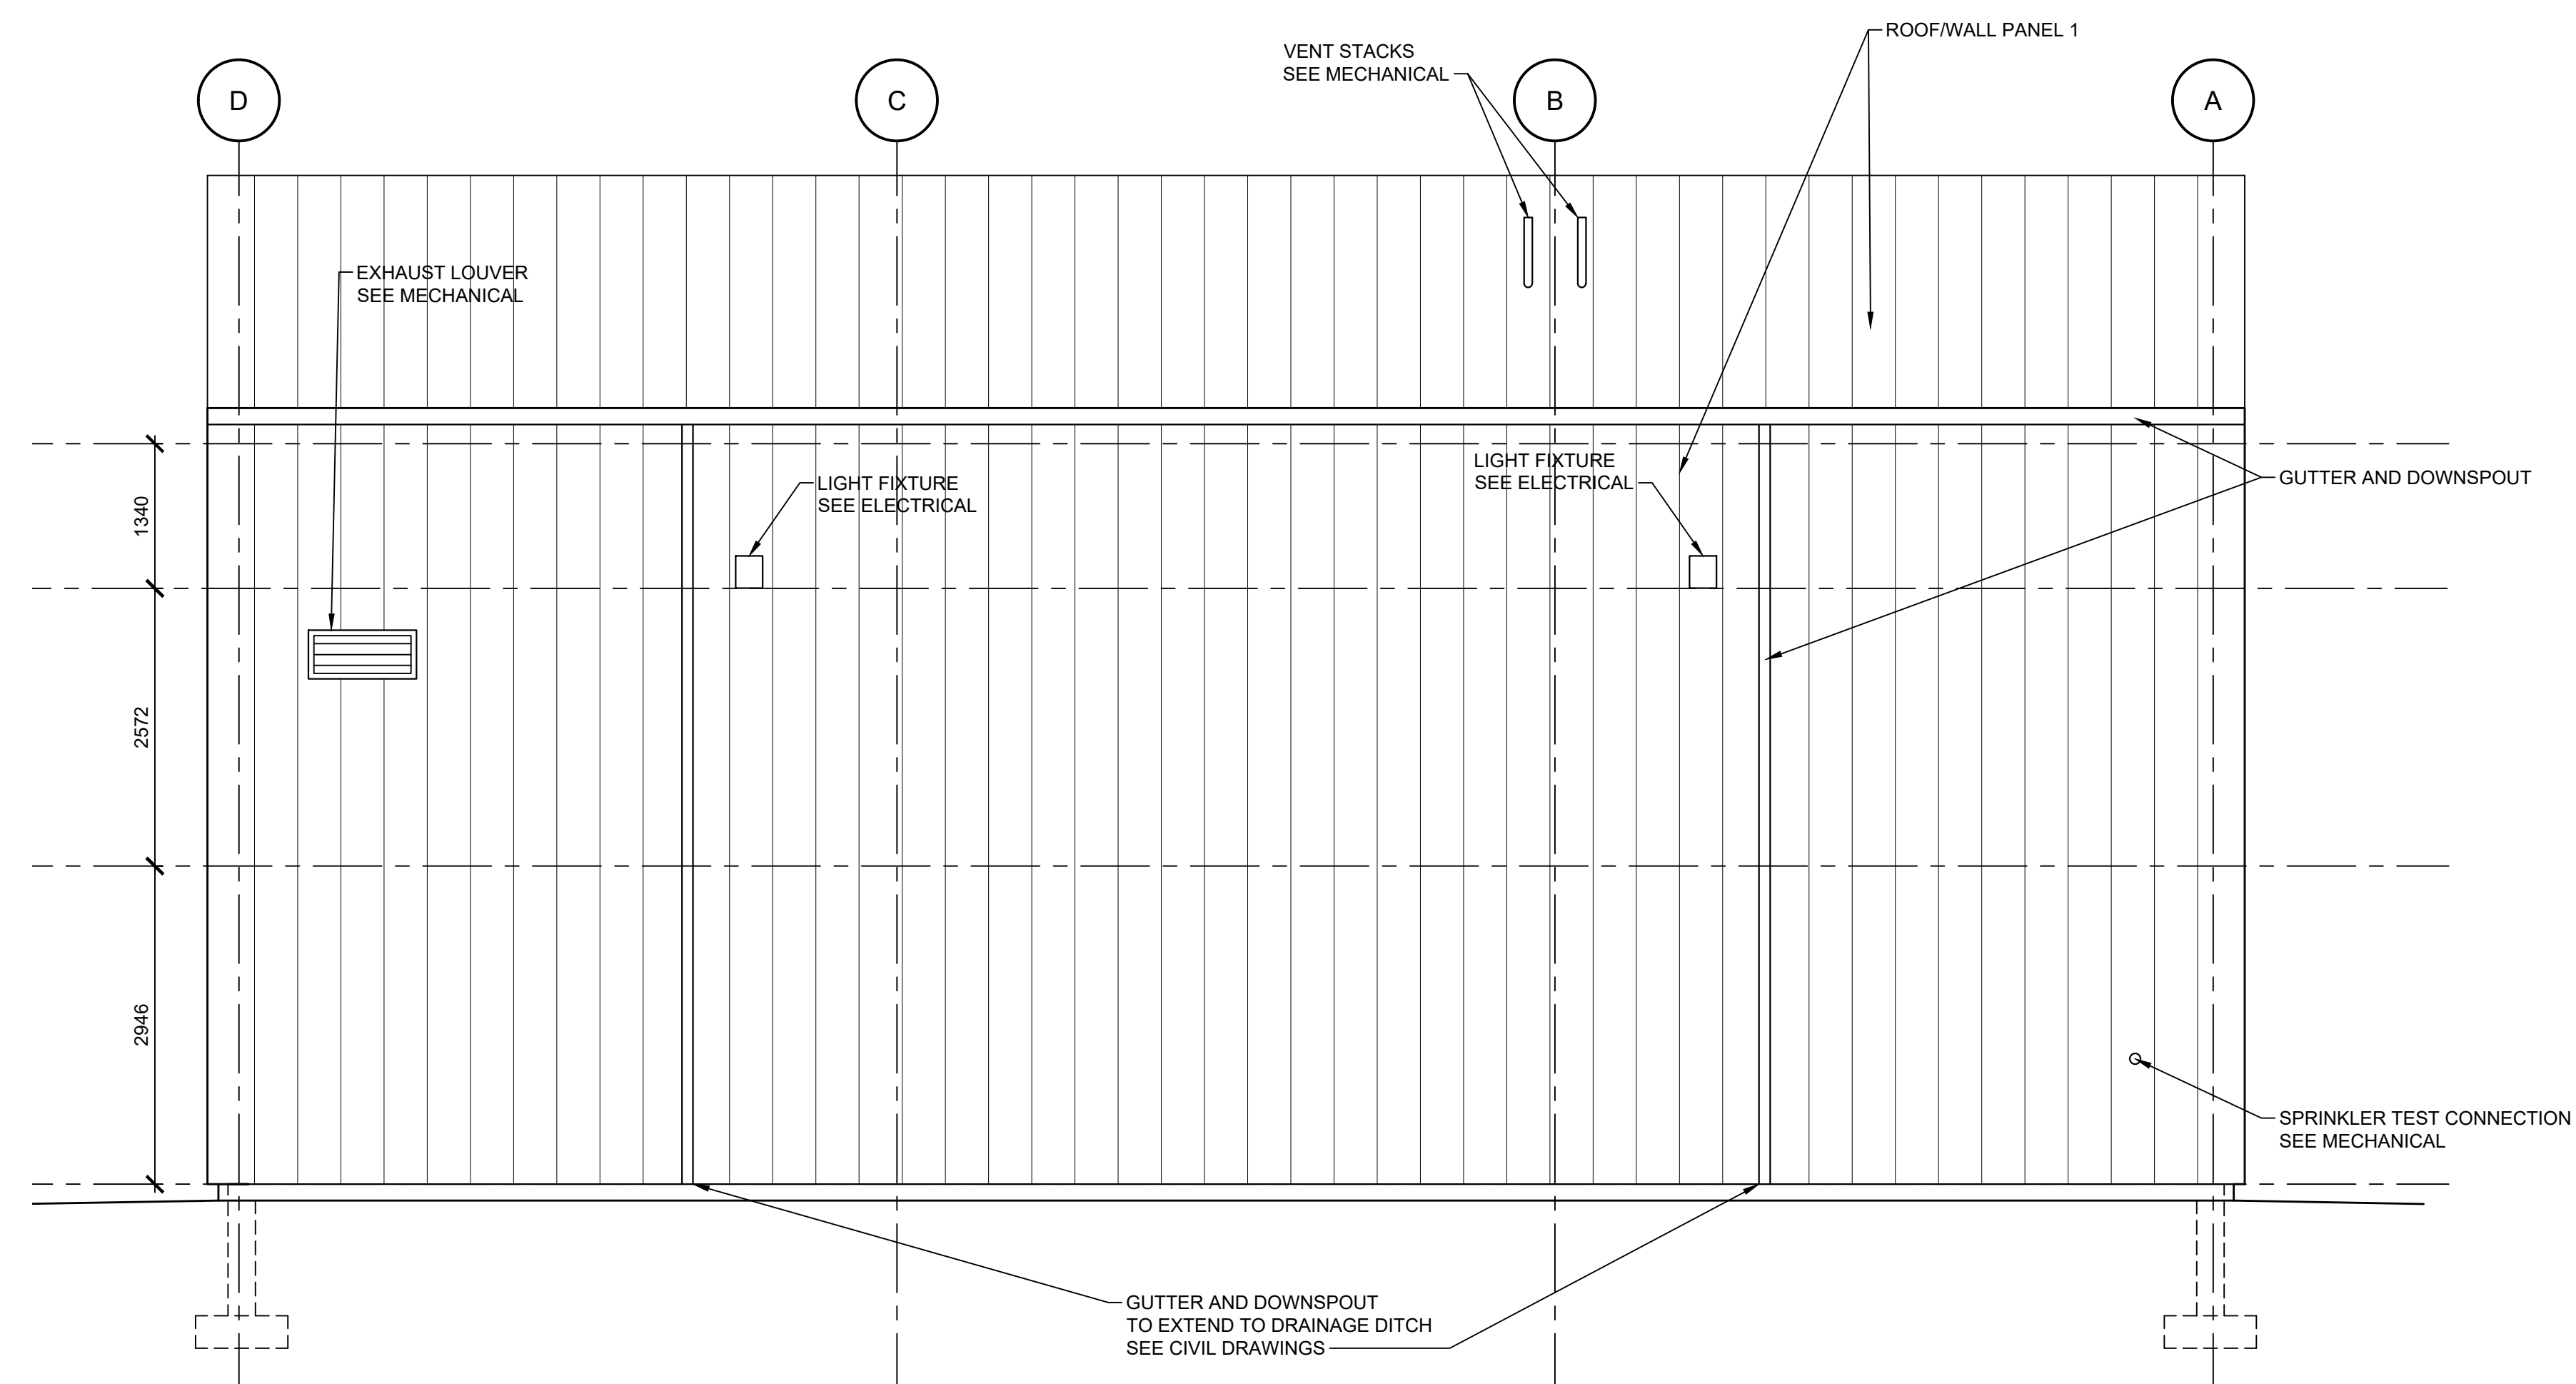 ROOF/WALL PANEL 1
VENT STACKS
SEE MECHANICAL
D
C
B
A
EXHAUST LOUVER
SEE MECHANICAL
LIGHT FIXTURE
SEE ELECTRICAL
LIGHT FIXTURE
SEE ELECTRICAL
GUTTER AND DOWNSPOUT
1340
2572
2946
SPRINKLER TEST CONNECTION
SEE MECHANICAL
GUTTER AND DOWNSPOUT
TO EXTEND TO DRAINAGE DITCH
SEE CIVIL DRAWINGS